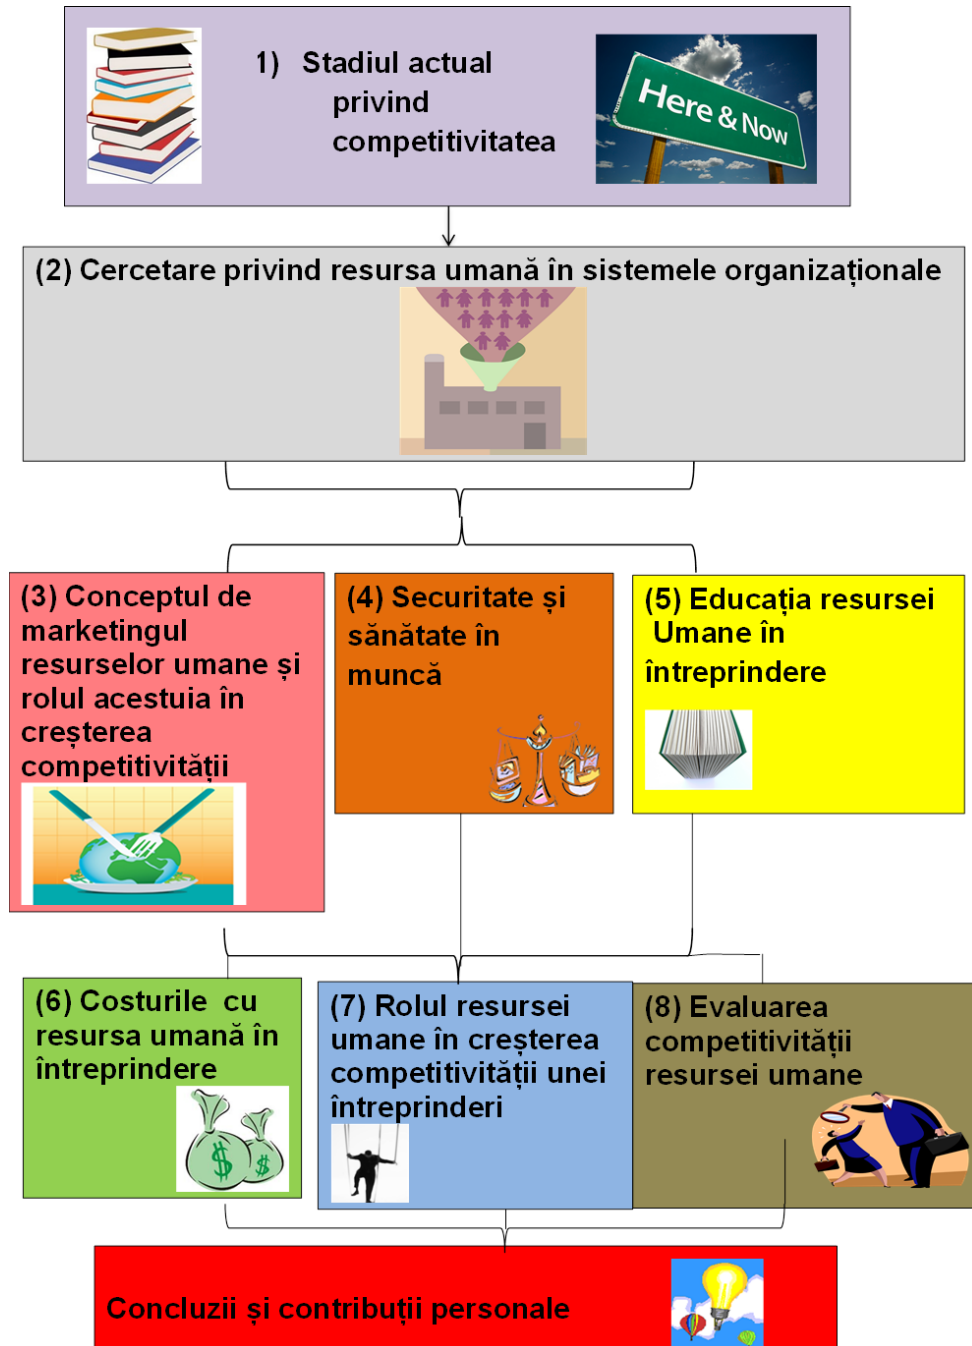 1) Stadiul actual
privind
competitivitatea
Here & Now
(2) Cercetare privind resursa umană în sistemele organizaționale
(3) Conceptul de
marketingul
resurselor umane și
rolul acestuia în
creșterea
competitivității
(4) Securitate și
sănătate în
muncă
(5) Educația resursei
Umane în
întreprindere
(6) Costurile cu
resursa umană în
întreprindere
$
$
(7) Rolul resursei
umane în creșterea
competitivității unei
întreprinderi
(8) Evaluarea
competitivității
resursei umane
Concluzii și contribuții personale